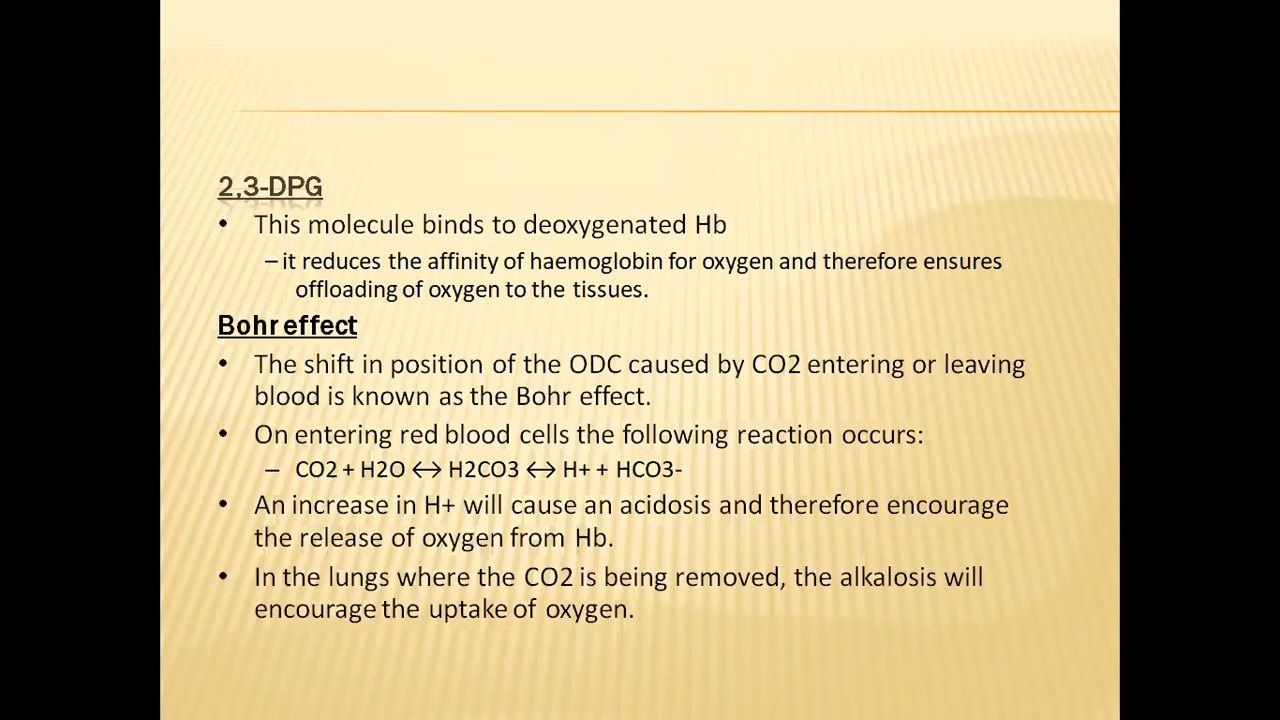 2,3-DPG
• This molecule binds to deoxygenated Hb
– it reduces the affinity of haemoglobin for oxygen and therefore ensures
offloading of oxygen to the tissues.
Bohr effect
• The shift in position of the ODC caused by CO2 entering or leaving
blood is known as the Bohr effect.
• On entering red blood cells the following reaction occurs:
– CO2 + H2O ↔ H2CO3 ↔ H+ + HCO3-
• An increase in H+ will cause an acidosis and therefore encourage
the release of oxygen from Hb.
• In the lungs where the CO2 is being removed, the alkalosis will
encourage the uptake of oxygen.